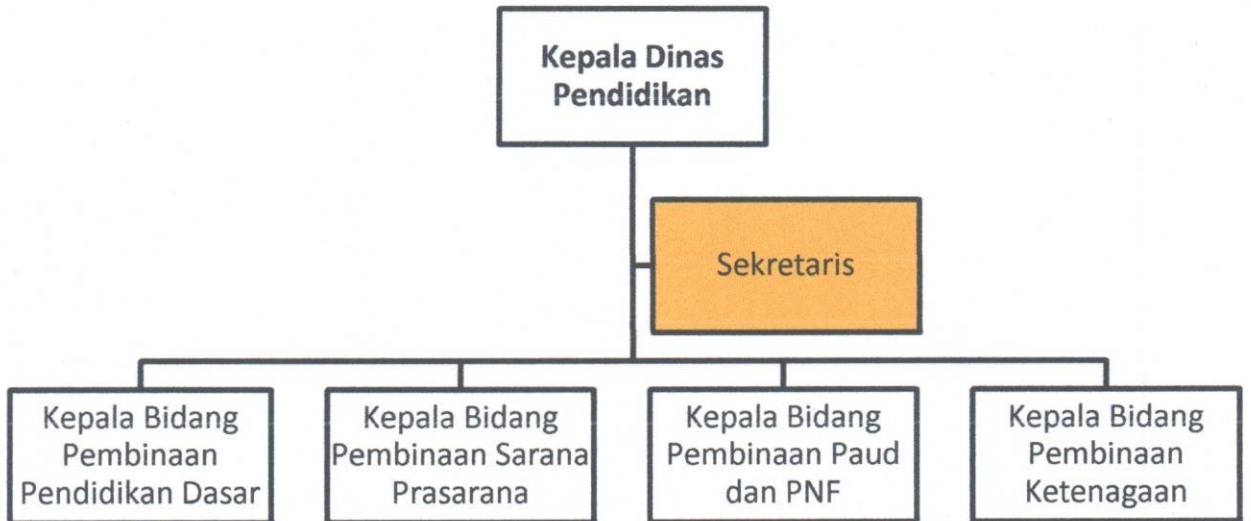 Kepala Dinas
Pendidikan
Sekretaris
Kepala Bidang
Pembinaan
Pendidikan Dasar
Kepala Bidang
Pembinaan Sarana
Prasarana
Kepala Bidang
Pembinaan Paud
dan PNF
Kepala Bidang
Pembinaan
Ketenagaan